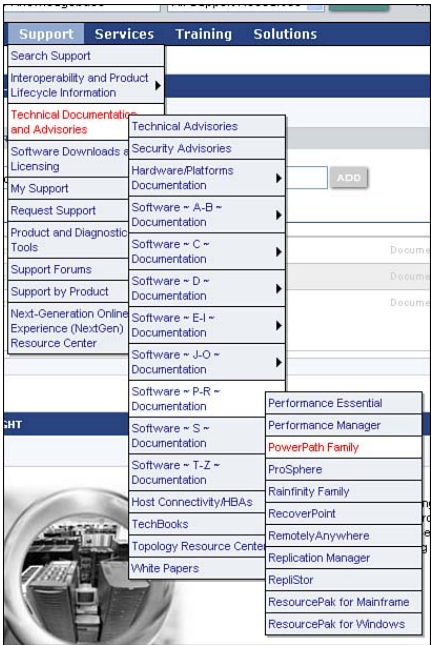 Support Services Training Solutions
Search Support
Interoperability and Product
Lifecycle Information
Technical Documentation
and Advisories
Software Downloads a
Licensing
My Support
Request Support
Product and Diagnostic
Tools
Support Forums
Support by Product
Next-Generation Online
Experience (NextGen)
Resource Center
Technical Advisories
Security Advisories
Hardware/Platforms
Documentation
Software ~ A-B ~
Documentation
Software ~ C ~
Documentation
Software ~ D ~
Documentation
Software ~ E-I ~
Documentation
Software ~ J-O ~
Documentation
Software ~ P-R ~
Documentation
Software ~ S ~
Documentation
Software ~ T-Z ~
Documentation
Host Connectivity/HBAs
TechBooks
Topology Resource Center
White Papers
Performance Essential
Performance Manager
PowerPath Family
ProSphere
Rainfinity Family
RecoverPoint
RemotelyAnywhere
Replication Manager
RepliStor
ResourcePak for Mainframe
ResourcePak for Windows
ADD
Docume
Docume
Docume
GHT